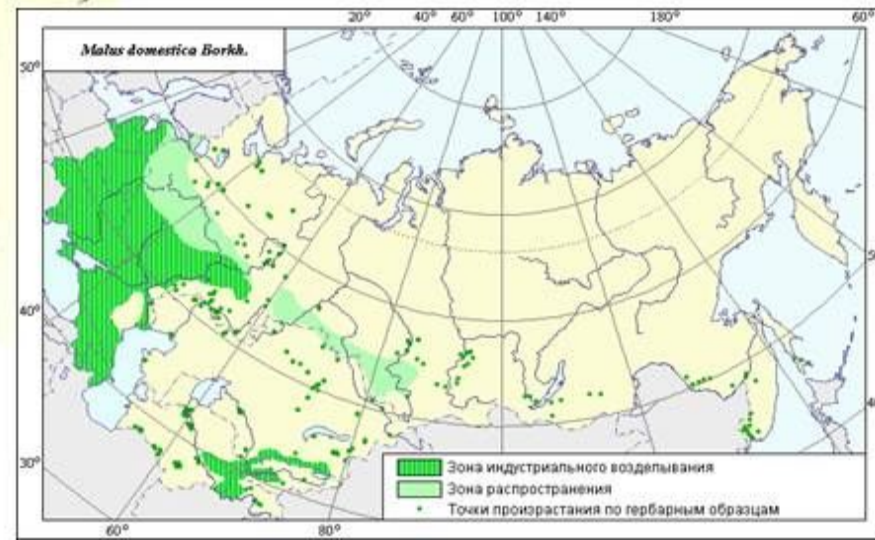 20° 40° 60° 100° 140° 180° 60°
Malus domestica Borkh.
50°
40°
30°
60° 80°
Зона индустриального возделывания
Зона распространения
Точки произрастания по гербарным образцам